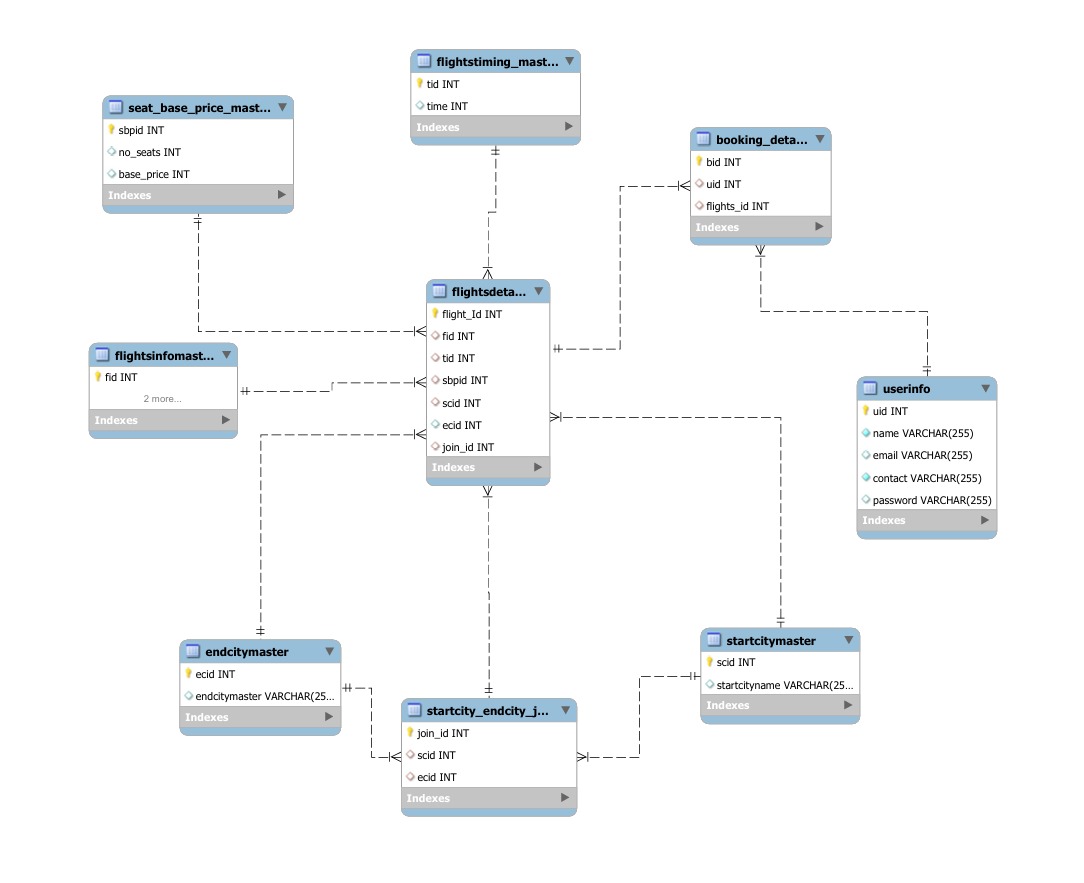 flightstiming_mast...
tid INT
time INT
Indexes
seat_base_price_mast...
sbpid INT
no_seats INT
base_price INT
Indexes
booking_deta...
bid INT
uid INT
flights_id INT
Indexes
flightsdeta...
flight_Id INT
fid INT
tid INT
sbpid INT
scid INT
ecid INT
join_id INT
Indexes
flightsinfomast...
fid INT
2 more...
Indexes
userinfo
uid INT
name VARCHAR(255)
email VARCHAR(255)
contact VARCHAR(255)
password VARCHAR(255)
Indexes
endcitymaster
ecid INT
endcitymaster VARCHAR(25...
Indexes
startcity_endcity_j...
join_id INT
scid INT
ecid INT
Indexes
startcitymaster
scid INT
startcityname VARCHAR(25...
Indexes